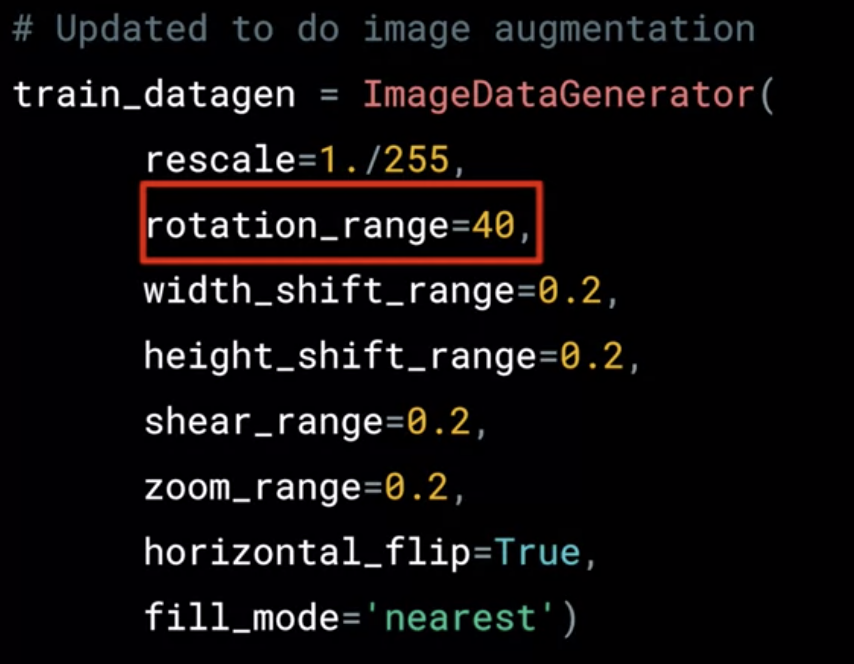 # Updated to do image augmentation
train_datagen = ImageDataGenerator(
rescale=1./255,
rotation_range=40,
width_shift_range=0.2,
height_shift_range=0.2,
shear_range=0.2,
zoom_range=0.2,
horizontal_flip=True,
fill_mode='nearest')